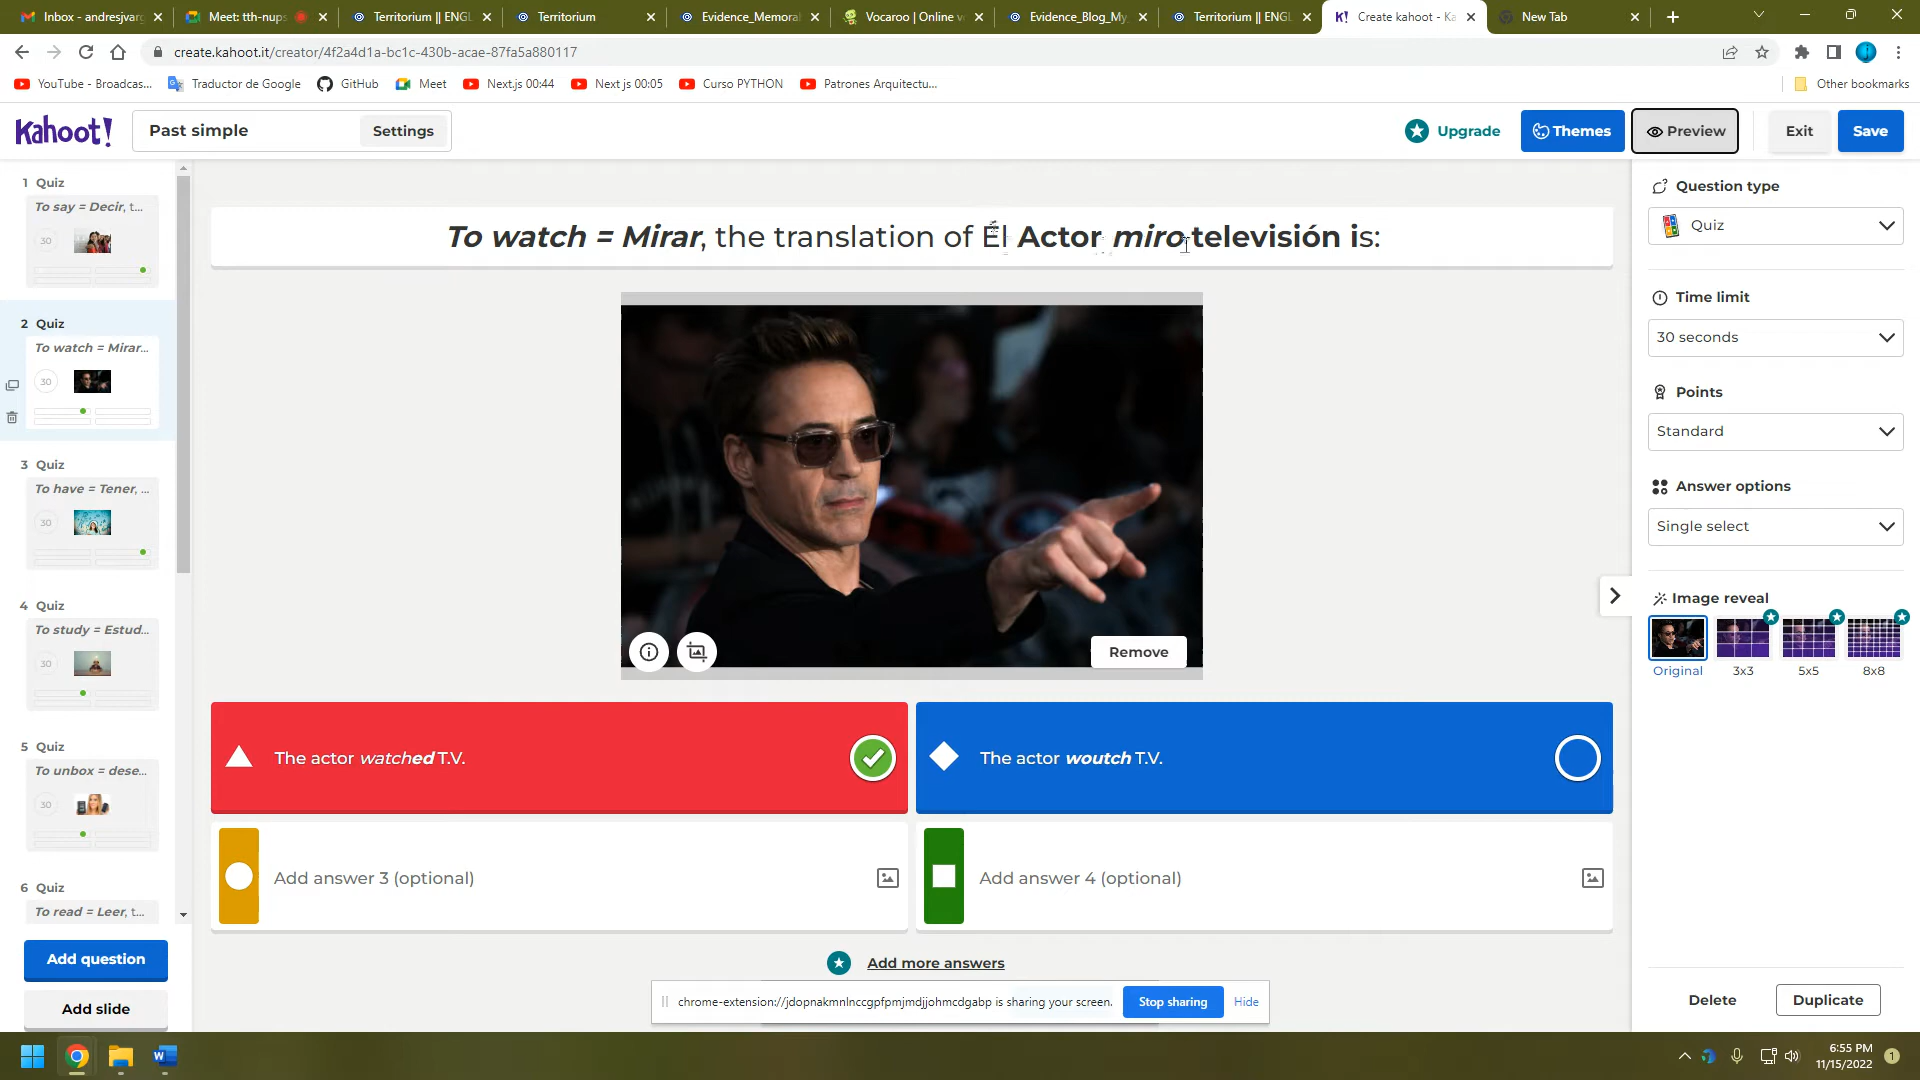 Inbox - andresjvarg
Meet: tth-nups
Territorium || ENGL
Territorium
Evidence_Memora
Vocaroo | Online v
Evidence_Blog_My
Territorium || ENGL
Create kahoot - Ka
New Tab
create.kahoot.it/creator/4f2a4d1a-bc1c-430b-acae-87fa5a880117
YouTube - Broadcas...
Traductor de Google
GitHub
Meet
Next.js 00:44
Next js 00:05
Curso PYTHON
Patrones Arquitectu...
Other bookmarks
Kahoot!
Past simple
Settings
Upgrade
Themes
Preview
Exit
Save
1 Quiz
To say = Decir, t...
30
2 Quiz
To watch = Mirar...
30
3 Quiz
To have = Tener, ...
30
4 Quiz
To study = Estud...
30
5 Quiz
To unbox = dese...
30
6 Quiz
To read = Leer, t...
Add question
Add slide
To watch = Mirar, the translation of Él Actor miro televisión is:
Remove
The actor watched T.V.
The actor woutch T.V.
Add answer 3 (optional)
Add answer 4 (optional)
Add more answers
chrome-extension://jdopnakmnlnccgpfpmjmdjjohmcdgabp is sharing your screen.
Stop sharing
Hide
Question type
Quiz
Time limit
30 seconds
Points
Standard
Answer options
Single select
Image reveal
Original
3x3
5x5
8x8
Delete
Duplicate
6:55 PM
11/15/2022
1